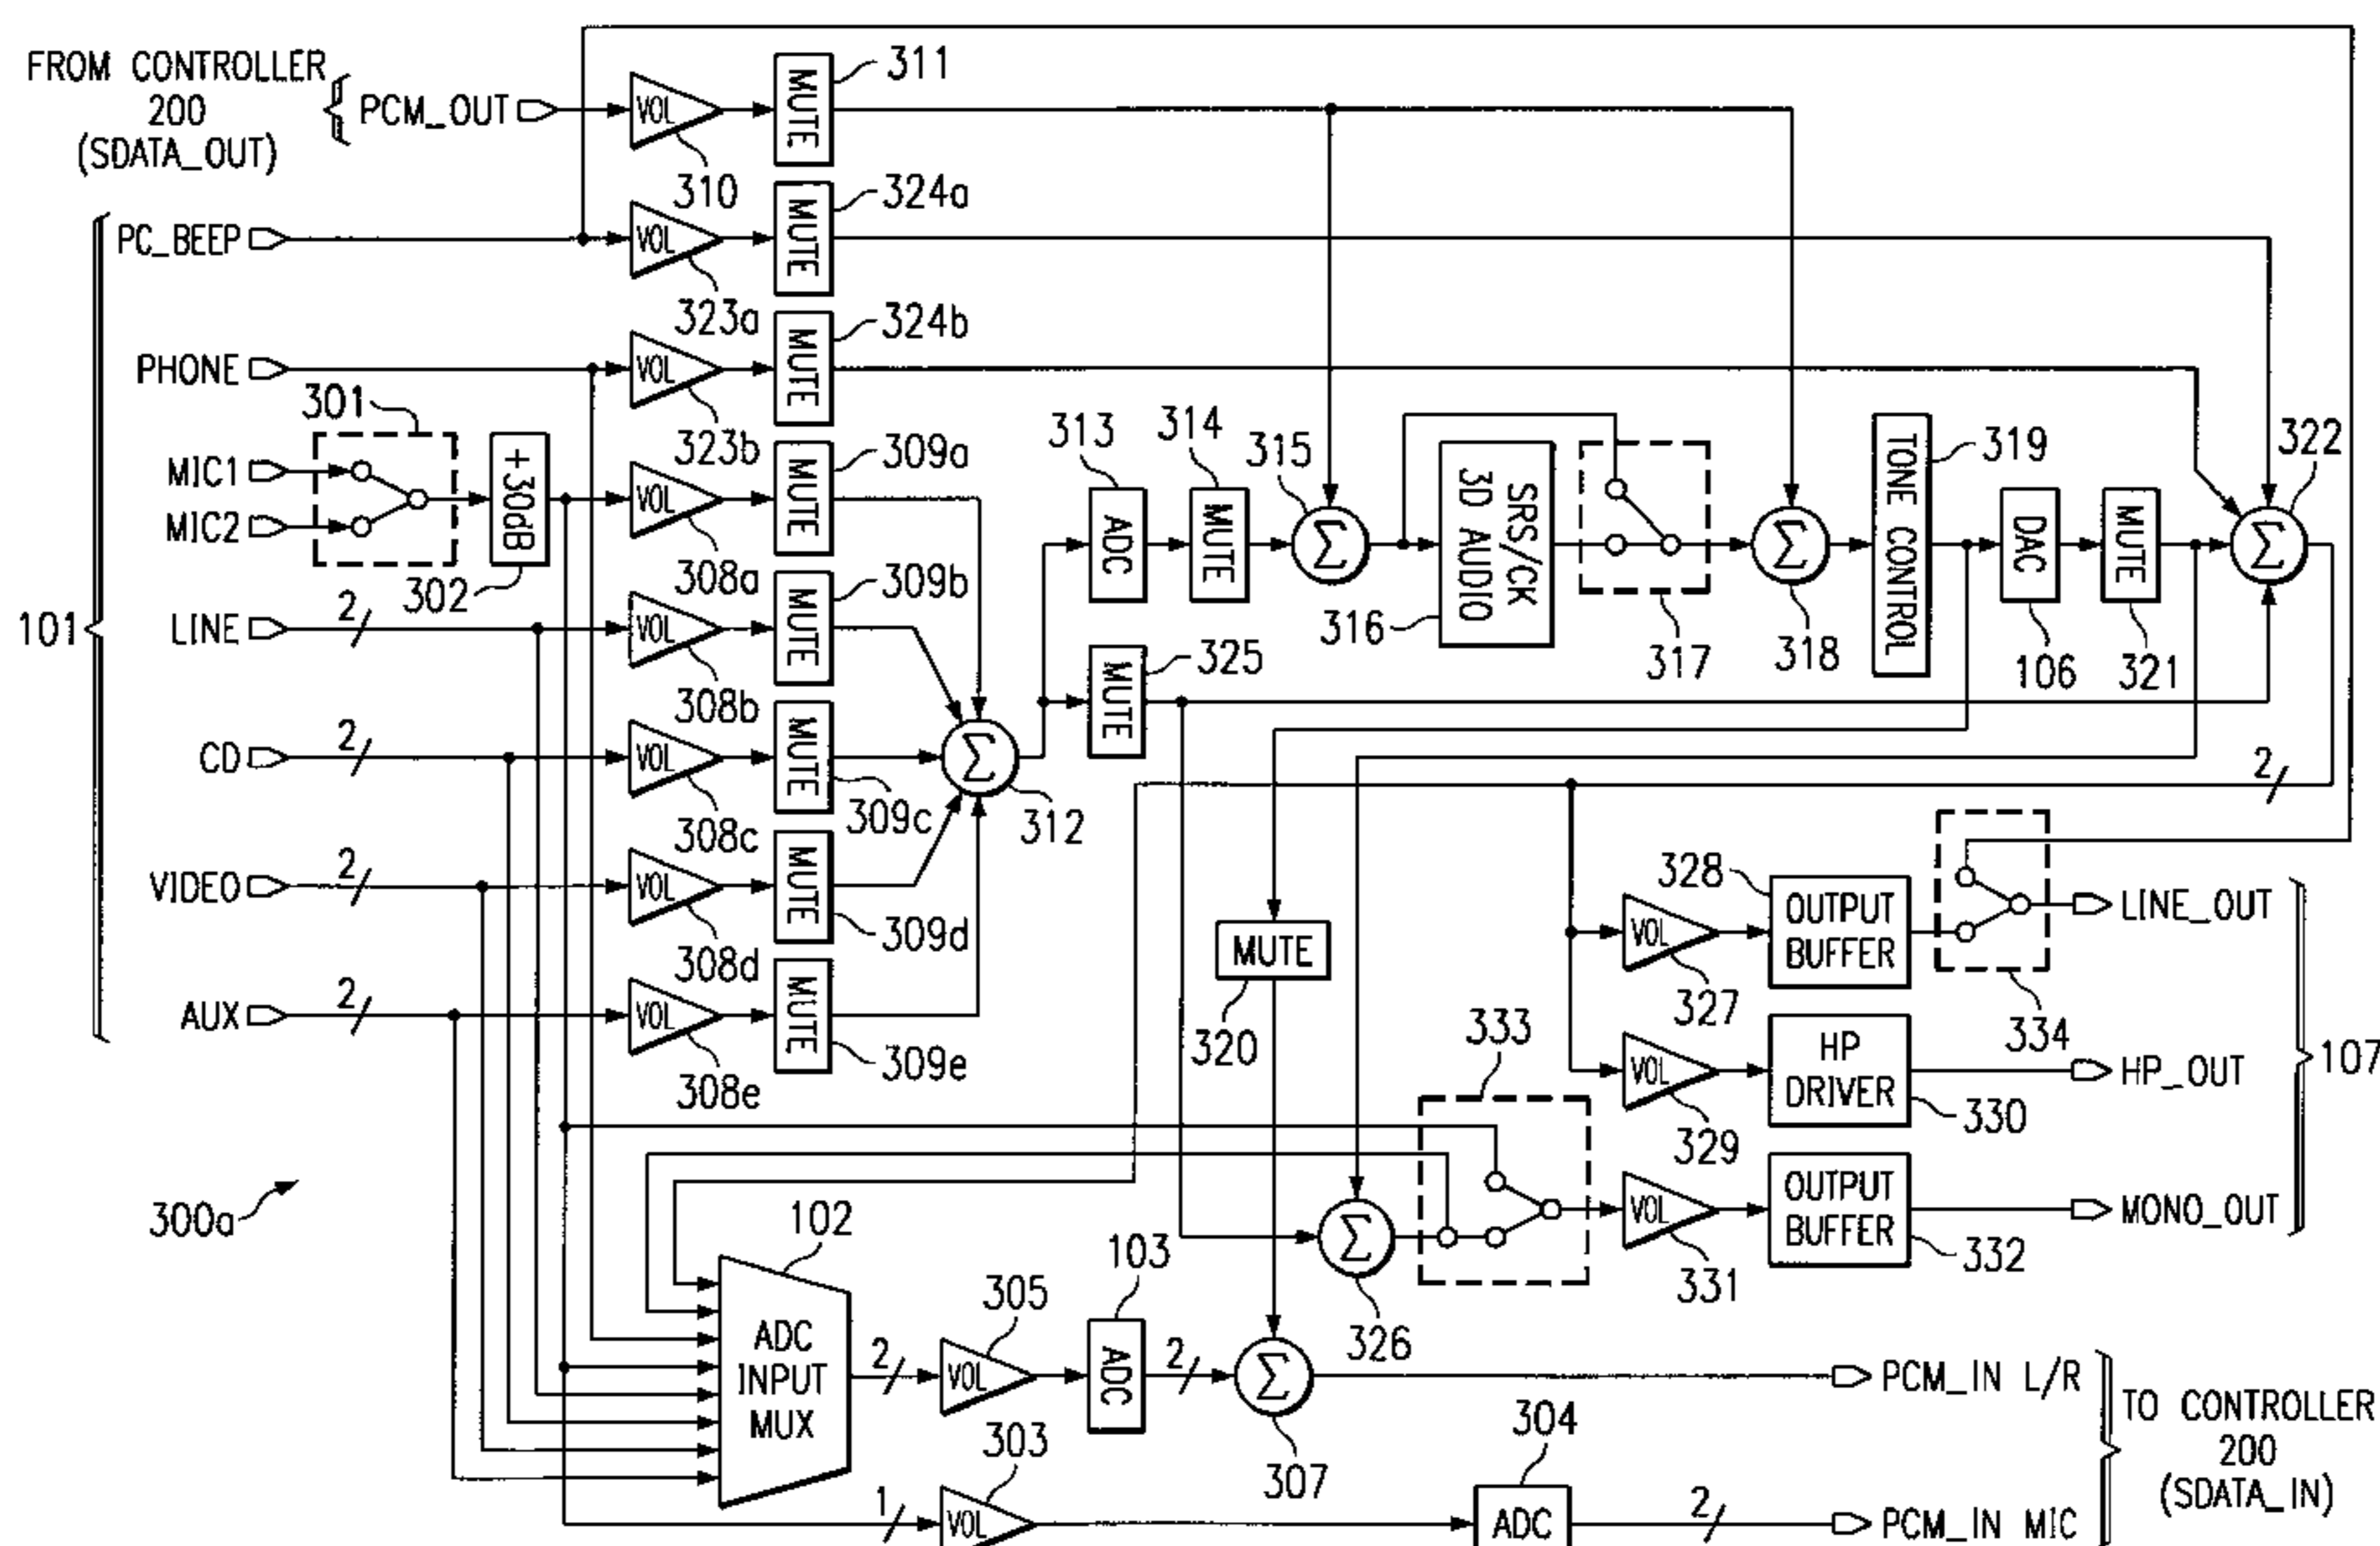 FROM CONTROLLER
200
(SDATA_OUT)
PCM_OUT
VOL
310
MUTE
311
PC_BEEP
VOL
323a
MUTE
324a
PHONE
VOL
323b
MUTE
324b
301
MIC1
MIC2
+30dB
302
VOL
308a
MUTE
309a
101
LINE
2
VOL
308b
MUTE
309b
CD
2
VOL
308c
MUTE
309c
VIDEO
2
VOL
308d
MUTE
309d
AUX
2
VOL
308e
MUTE
309e
Σ
312
313
ADC
314
MUTE
315
Σ
SRS/CK
3D AUDIO
316
317
Σ
318
TONE CONTROL
319
DAC
106
MUTE
321
Σ
322
MUTE
325
2
MUTE
320
328
VOL
327
OUTPUT
BUFFER
334
LINE_OUT
VOL
329
HP
DRIVER
330
HP_OUT
107
333
Σ
326
VOL
331
OUTPUT
BUFFER
332
MONO_OUT
300a
102
ADC
INPUT
MUX
2
305
VOL
103
ADC
2
Σ
307
PCM_IN L/R
1
303
VOL
304
ADC
2
PCM_IN MIC
TO CONTROLLER
200
(SDATA_IN)